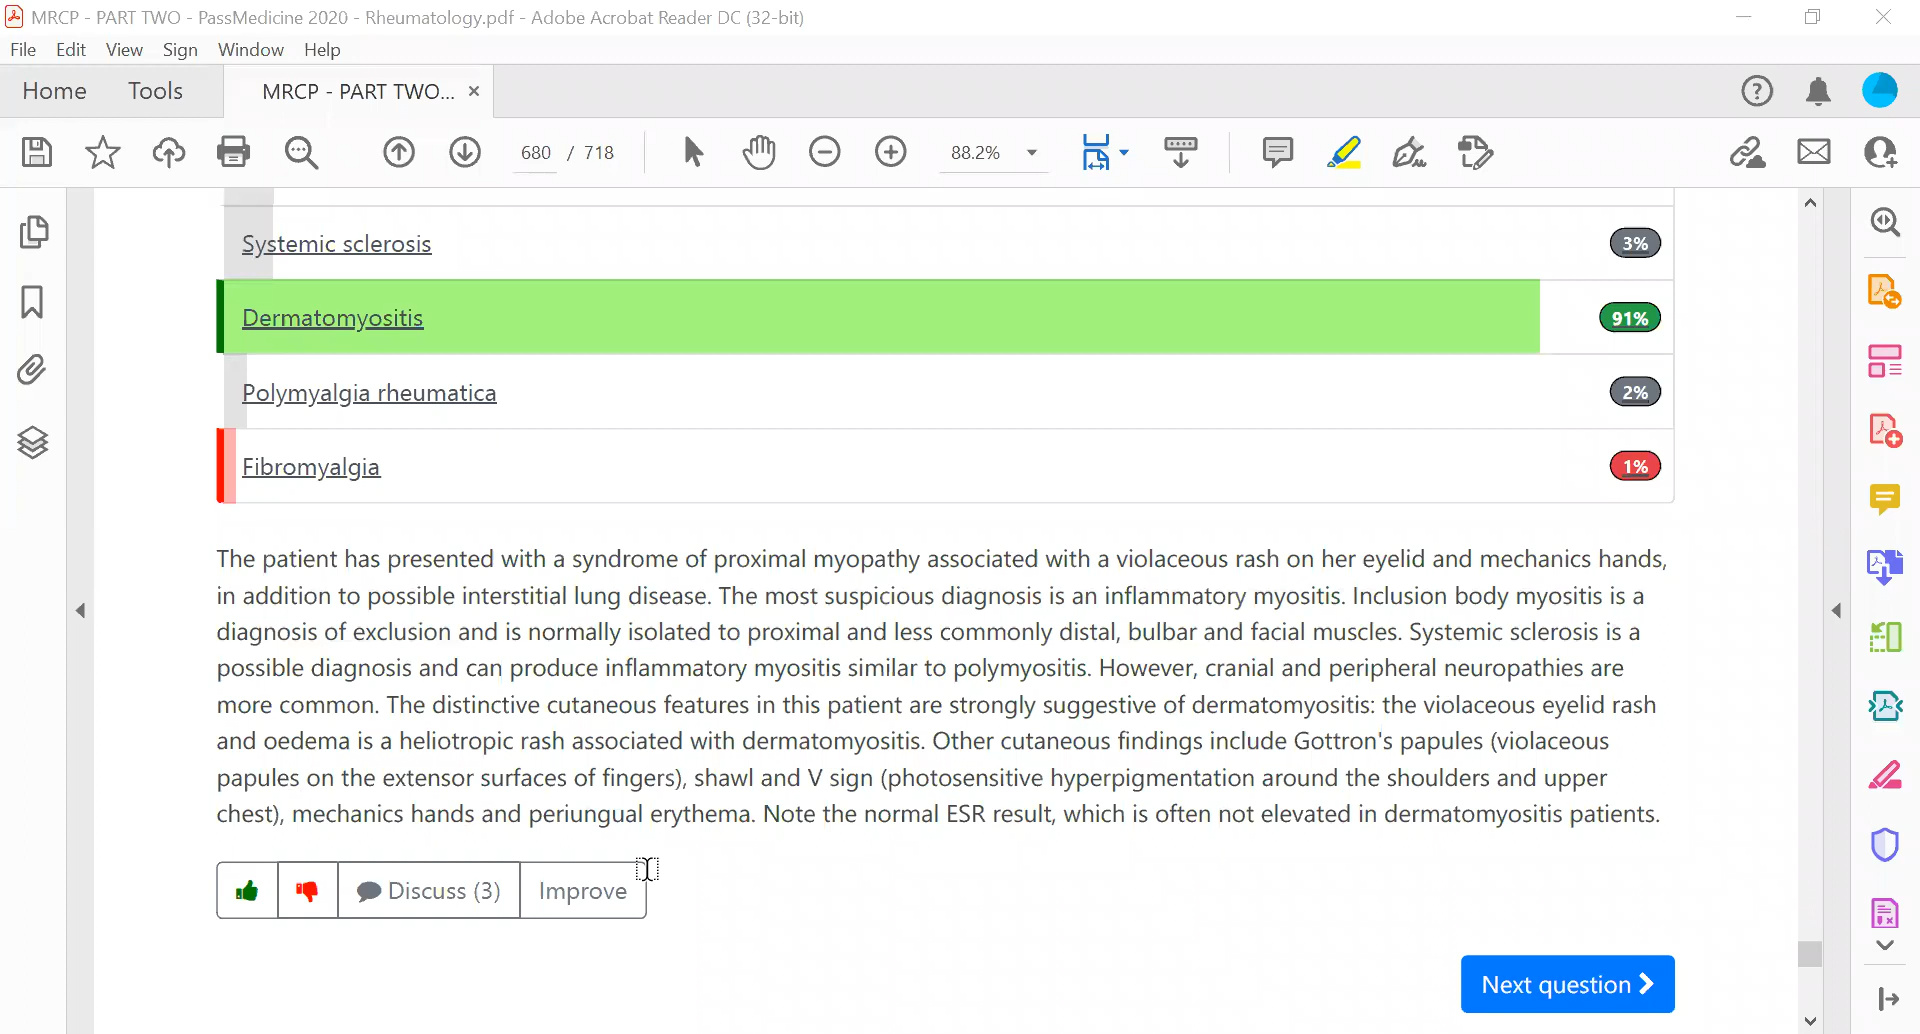 MRCP - PART TWO - PassMedicine 2020 - Rheumatology.pdf - Adobe Acrobat Reader DC (32-bit)
File Edit View Sign Window Help
Home Tools MRCP - PART TWO...
680 / 718 88.2%
Systemic sclerosis 3%
Dermatomyositis 91%
Polymyalgia rheumatica 2%
Fibromyalgia 1%
The patient has presented with a syndrome of proximal myopathy associated with a violaceous rash on her eyelid and mechanics hands,
in addition to possible interstitial lung disease. The most suspicious diagnosis is an inflammatory myositis. Inclusion body myositis is a
diagnosis of exclusion and is normally isolated to proximal and less commonly distal, bulbar and facial muscles. Systemic sclerosis is a
possible diagnosis and can produce inflammatory myositis similar to polymyositis. However, cranial and peripheral neuropathies are
more common. The distinctive cutaneous features in this patient are strongly suggestive of dermatomyositis: the violaceous eyelid rash
and oedema is a heliotropic rash associated with dermatomyositis. Other cutaneous findings include Gottron's papules (violaceous
papules on the extensor surfaces of fingers), shawl and V sign (photosensitive hyperpigmentation around the shoulders and upper
chest), mechanics hands and periungual erythema. Note the normal ESR result, which is often not elevated in dermatomyositis patients.
Discuss (3) Improve
Next question